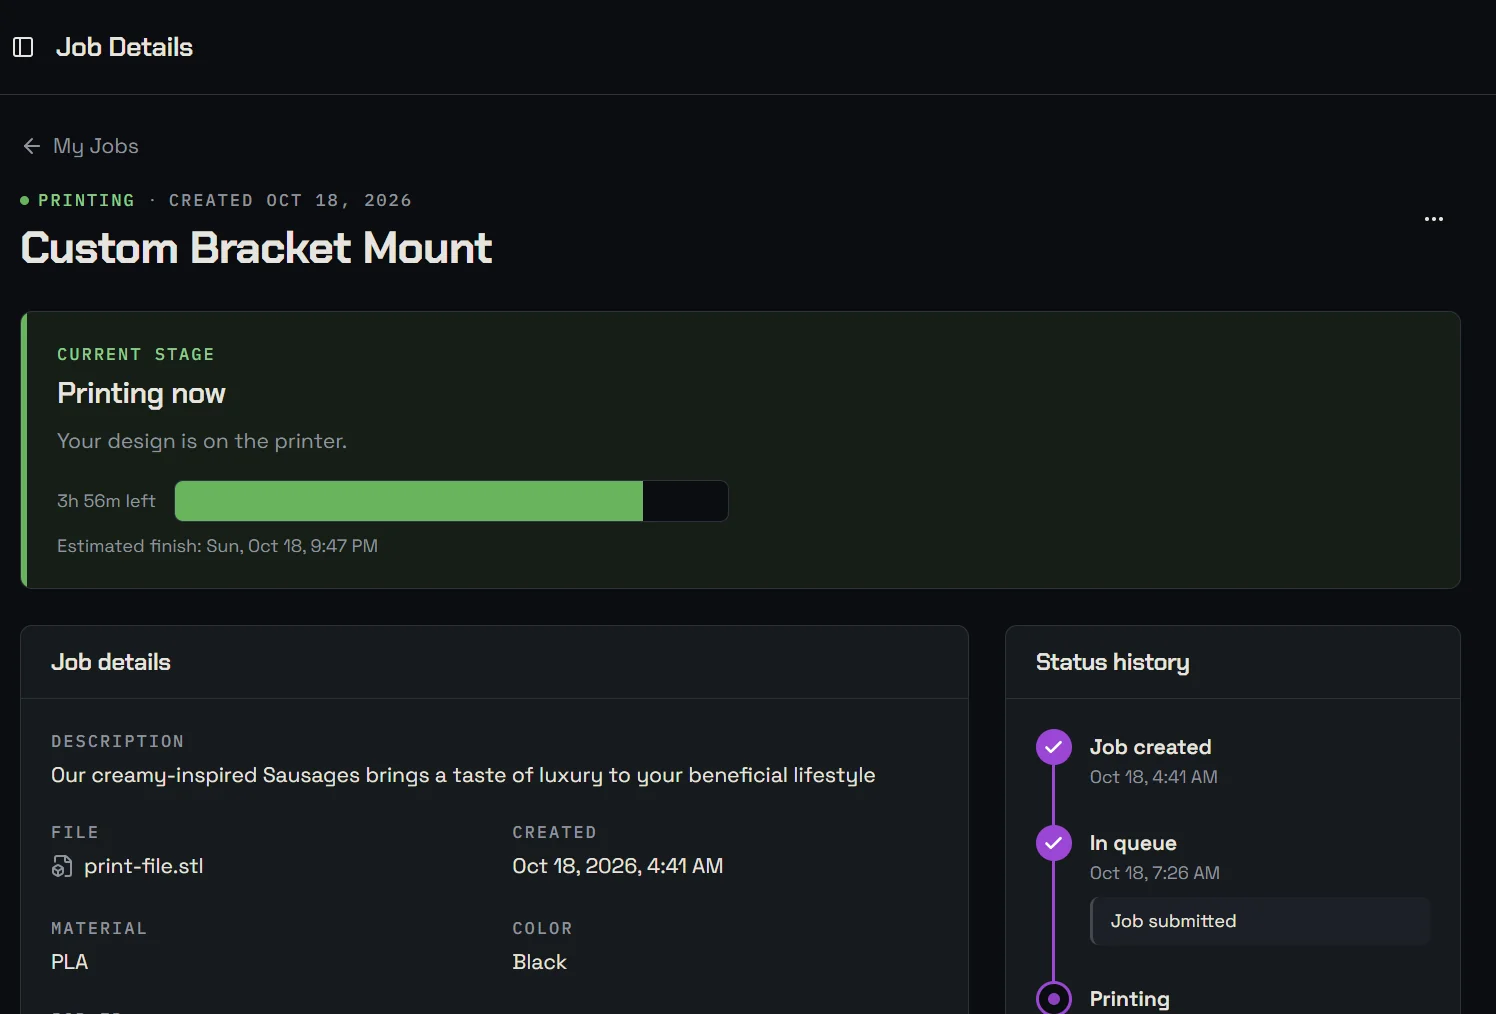 Job Details
My Jobs
PRINTING · CREATED OCT 18, 2026
Custom Bracket Mount
CURRENT STAGE
Printing now
Your design is on the printer.
3h 56m left
Estimated finish: Sun, Oct 18, 9:47 PM
Job details
DESCRIPTION
Our creamy-inspired Sausages brings a taste of luxury to your beneficial lifestyle
FILE
print-file.stl
CREATED
Oct 18, 2026, 4:41 AM
MATERIAL
PLA
COLOR
Black
Status history
Job created
Oct 18, 4:41 AM
In queue
Oct 18, 7:26 AM
Job submitted
Printing